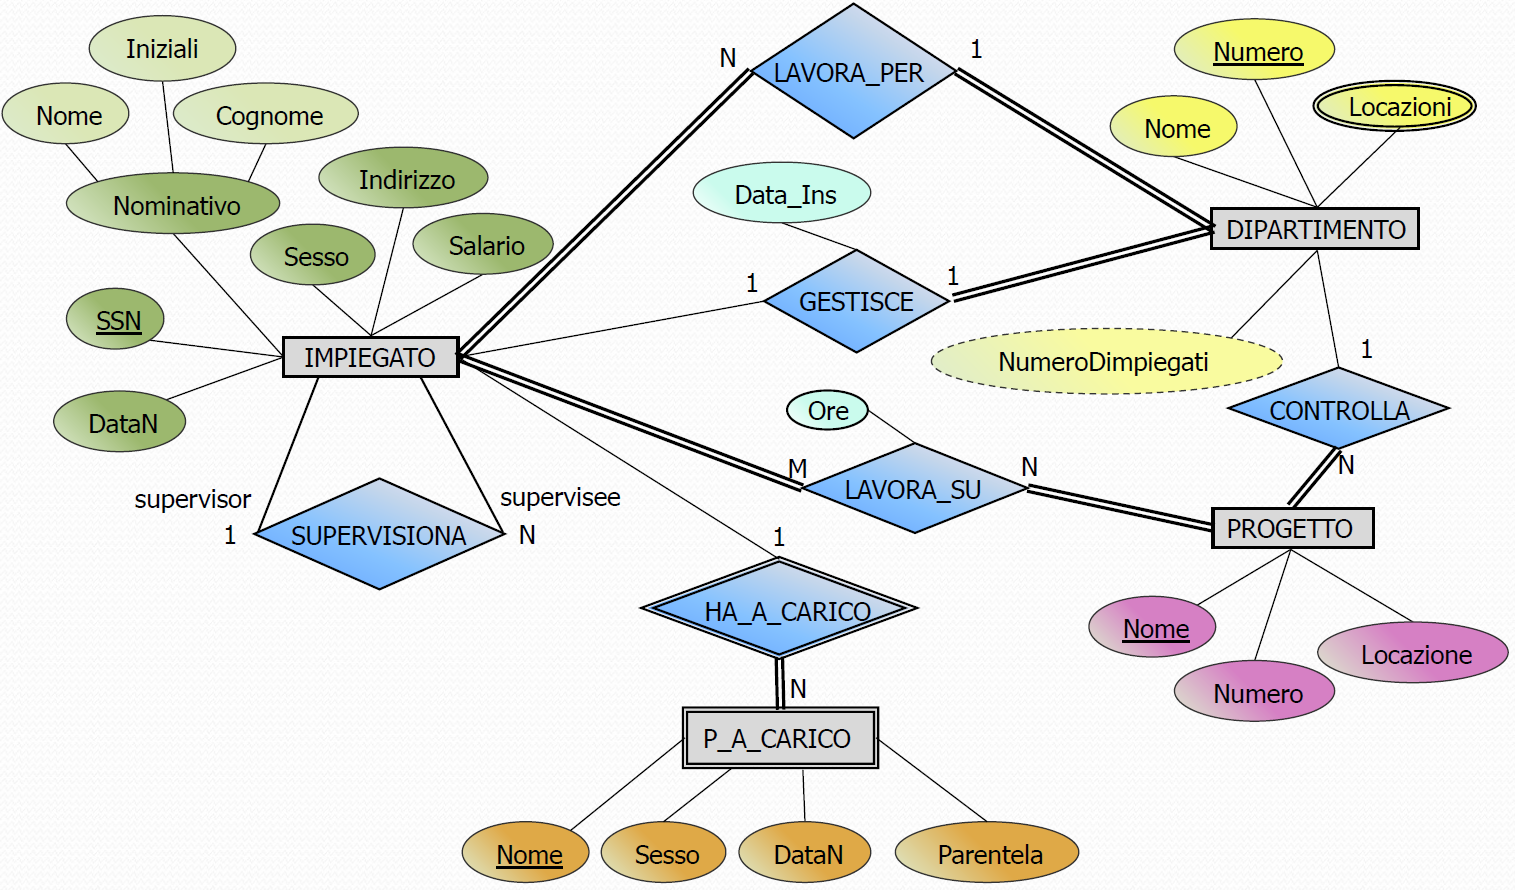 Iniziali
Nome
Cognome
Nominativo
Indirizzo
Sesso
Salario
SSN
DataN
IMPIEGATO
N
LAVORA_PER
1
Numero
Locazioni
Nome
DIPARTIMENTO
Data_Ins
1
GESTISCE
1
NumeroDimpiegati
1
CONTROLLA
N
Ore
M
LAVORA_SU
N
PROGETTO
Nome
Numero
Locazione
supervisor
1
SUPERVISIONA
supervisee
N
1
HA_A_CARICO
N
P_A_CARICO
Nome
Sesso
DataN
Parentela